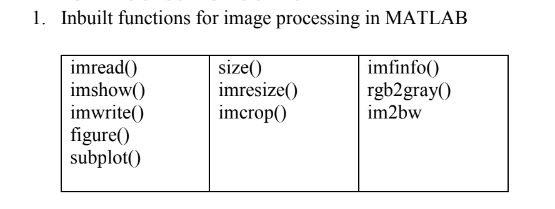 1. Inbuilt functions for image processing in MATLAB
imread()
imshow()
imwrite()
figure()
subplot()
size()
imresize()
imcrop()
imfinfo()
rgb2gray()
im2bw